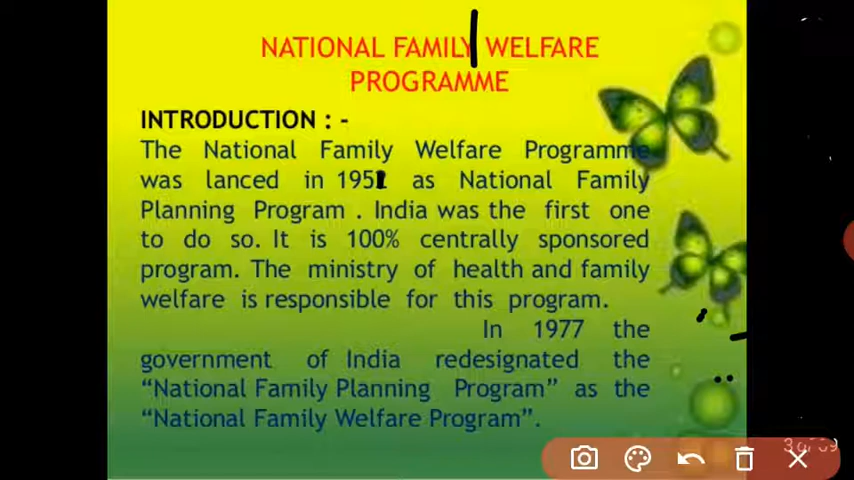 NATIONAL FAMILY WELFARE
PROGRAMME
INTRODUCTION : -
The National Family Welfare Programme
was lanced in 195 as National Family
Planning Program . India was the first one
to do so. It is 100% centrally sponsored
program. The ministry of health and family
welfare is responsible for this program.
In 1977 the
government of India redesignated the
“National Family Planning Program” as the
“National Family Welfare Program”.